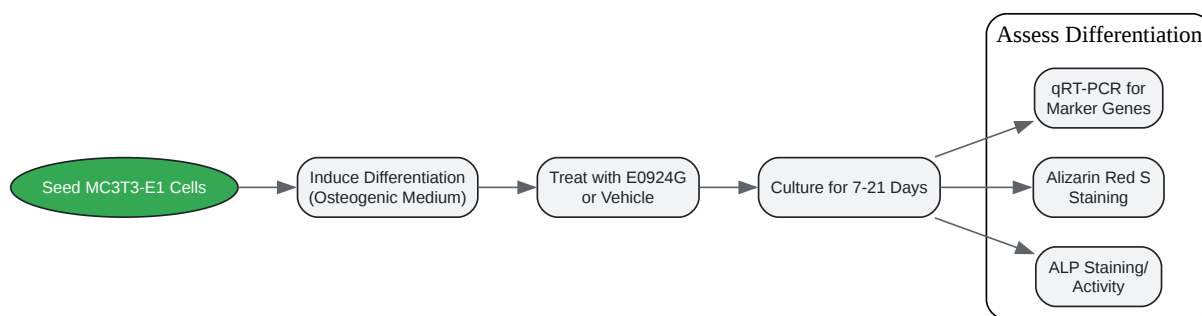 Seed MC3T3-E1 Cells
Induce Differentiation
(Osteogenic Medium)
Treat with E0924G
or Vehicle
Culture for 7-21 Days
Assess Differentiation
qRT-PCR for
Marker Genes
Alizarin Red S
Staining
ALP Staining/
Activity